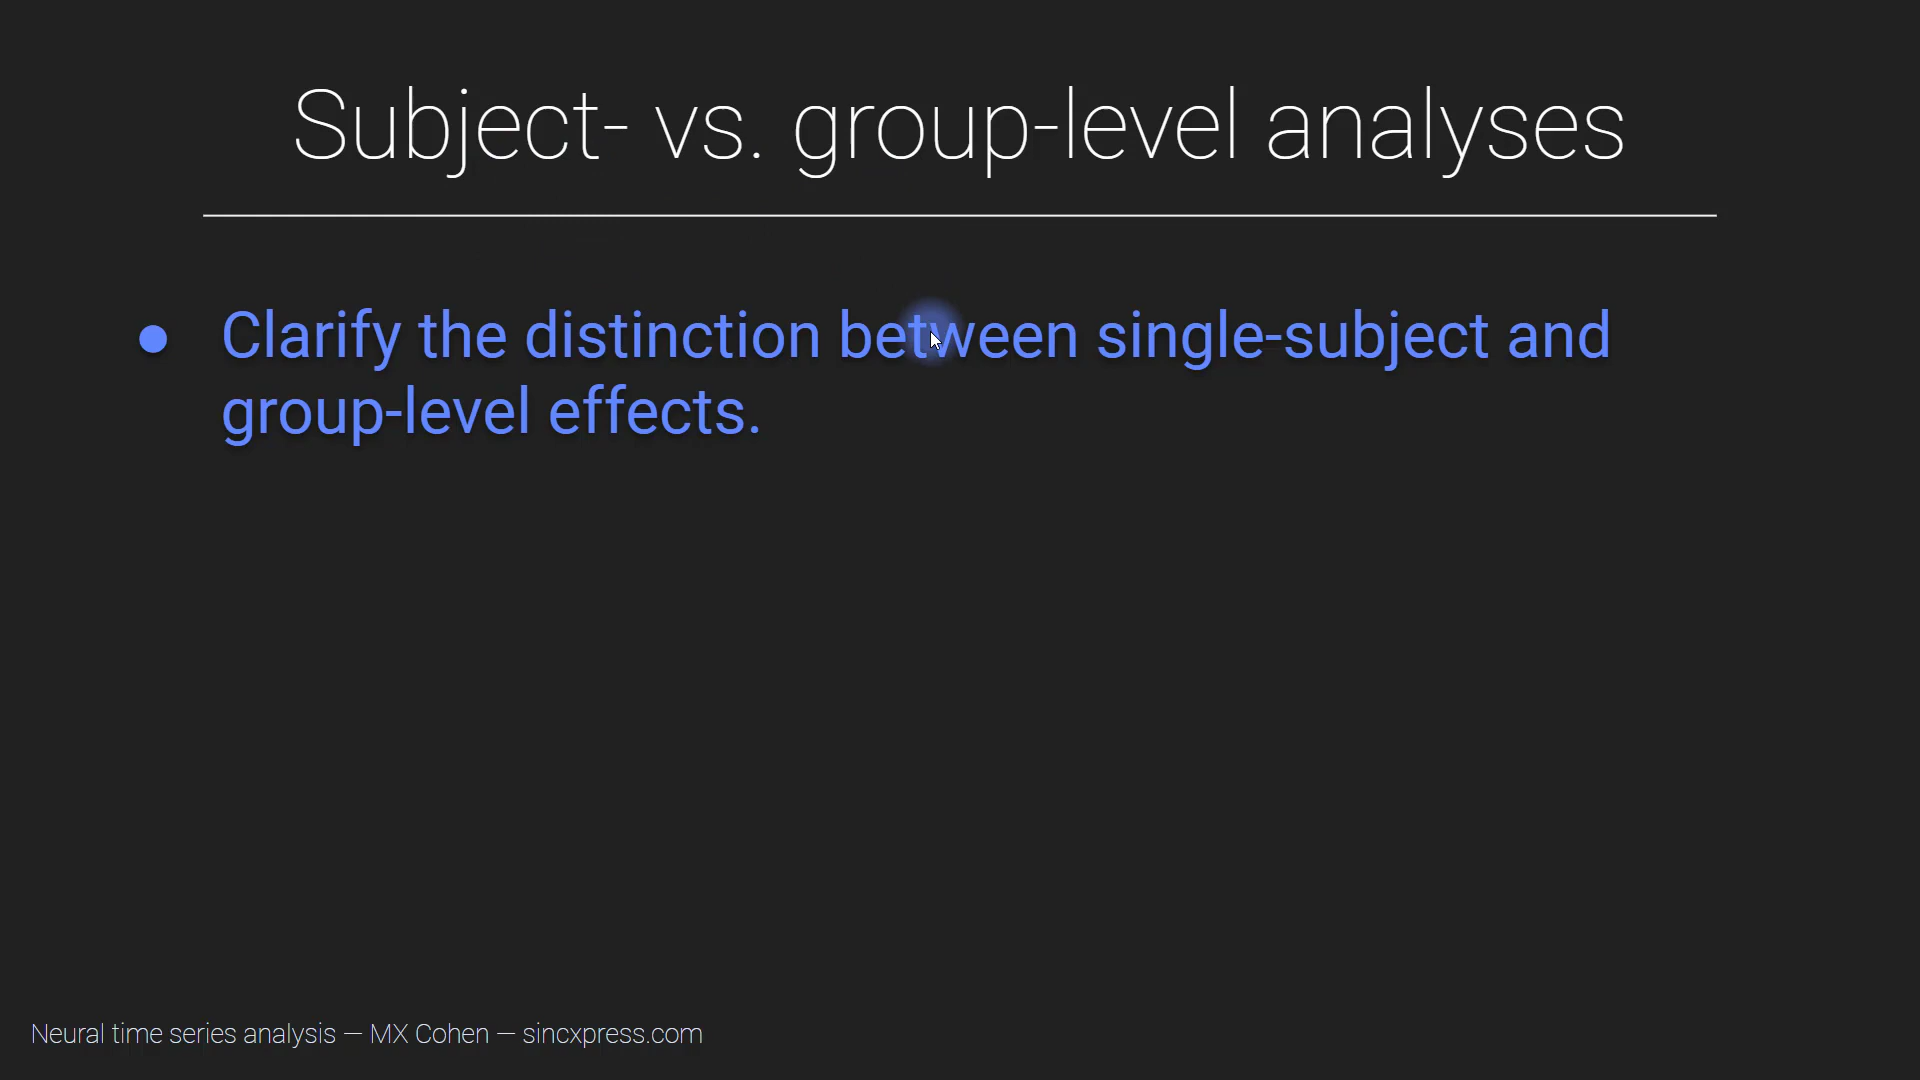 Subject- vs. group-level analyses
● Clarify the distinction between single-subject and
group-level effects.
Neural time series analysis — MX Cohen — sincxpress.com